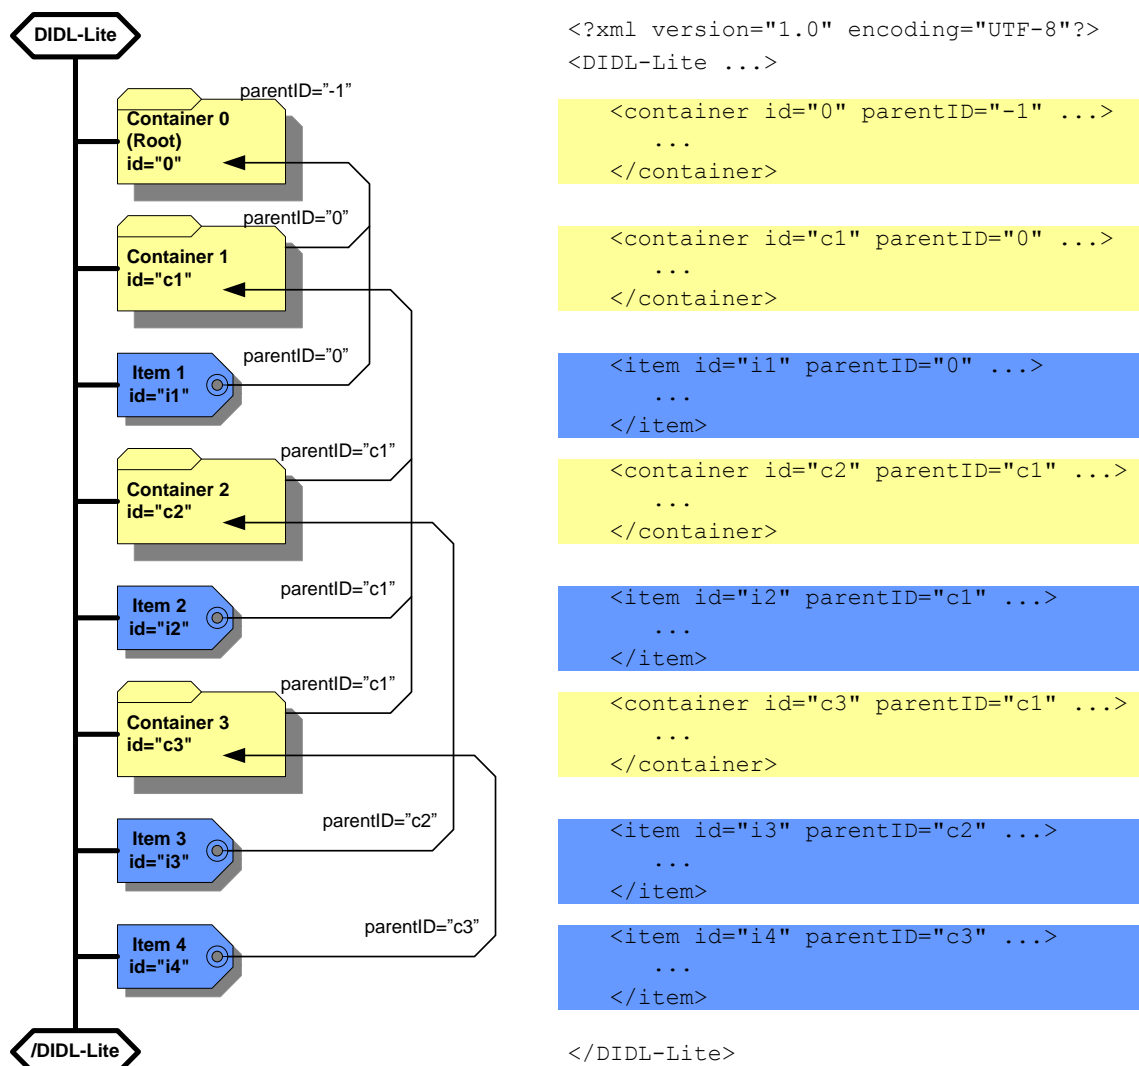 DIDL-Lite
parentID="-1"
Container 0
(Root)
id="0"
parentID=”0”
Container 1
id="c1"
parentID=”0”
Item 1
id="i1"
parentID=”c1”
Container 2
id="c2"
parentID=”c1”
Item 2
id="i2"
parentID=”c1”
Container 3
id="c3"
parentID=”c2”
Item 3
id="i3"
parentID=”c3”
Item 4
id="i4"
/DIDL-Lite
<?xml version="1.0" encoding="UTF-8"?>
<DIDL-Lite ...>
<container id="0" parentID="-1" ...>
...
</container>
<container id="c1" parentID="0" ...>
...
</container>
<item id="i1" parentID="0" ...>
...
</item>
<container id="c2" parentID="c1" ...>
...
</container>
<item id="i2" parentID="c1" ...>
...
</item>
<container id="c3" parentID="c1" ...>
...
</container>
<item id="i3" parentID="c2" ...>
...
</item>
<item id="i4" parentID="c3" ...>
...
</item>
</DIDL-Lite>